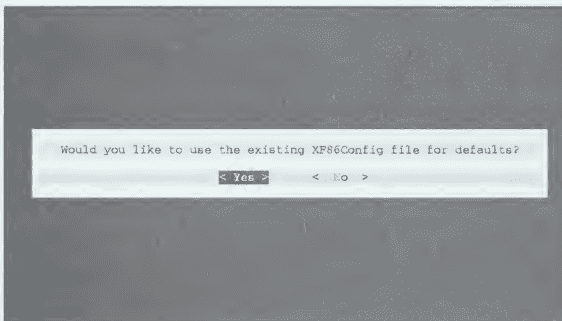 Would you like to use the existing XF86Config file for defaults?
< Yes > < No >